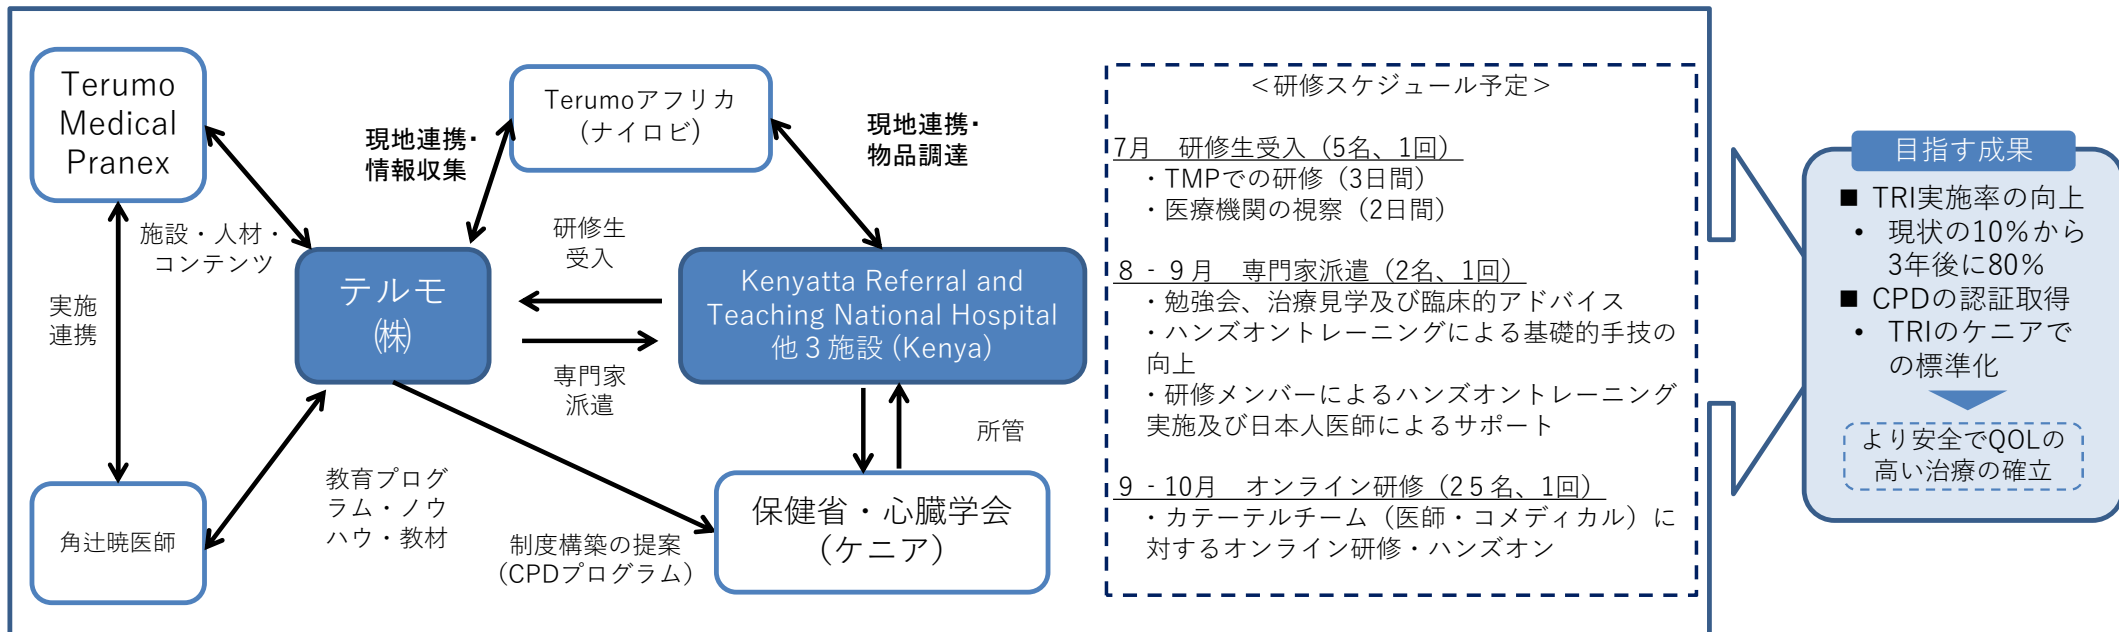 Terumo
Medical
Pranex
Terumoアフリカ
(ナイロビ)
現地連携・
情報収集
現地連携・
物品調達
施設・人材・
コンテンツ
研修生
受入
テルモ
㈱
Kenyatta Referral and
Teaching National Hospital
他３施設 (Kenya)
実施
連携
専門家
派遣
所管
教育プログ
ラム・ノウ
ハウ・教材
角辻暁医師
制度構築の提案
（CPDプログラム）
保健省・心臓学会
（ケニア）
＜研修スケジュール予定＞
7月　研修生受入（5名、1回）
・TMPでの研修（3日間）
・医療機関の視察（2日間）
８‐９月　専門家派遣（2名、1回）
・勉強会、治療見学及び臨床的アドバイス
・ハンズオントレーニングによる基礎的手技の
向上
・研修メンバーによるハンズオントレーニング
実施及び日本人医師によるサポート
９‐10月　オンライン研修（2５名、1回）
・カテーテルチーム（医師・コメディカル）に
対するオンライン研修・ハンズオン
目指す成果
■ TRI実施率の向上
• 現状の10％から
3年後に80％
■ CPDの認証取得
• TRIのケニアで
の標準化
より安全でQOLの
高い治療の確立